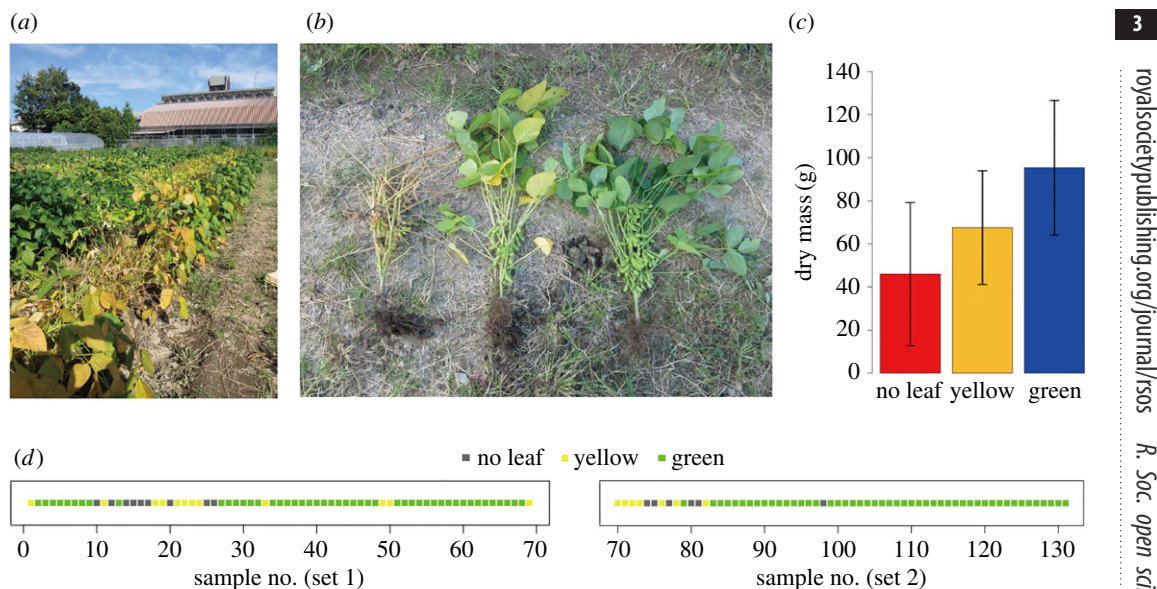 (a)
(b)
(c)
140
120
100
80
60
40
20
0
dry mass (g)
no leaf yellow green
(d)
no leaf yellow green
0 10 20 30 40 50 60 70
sample no. (set 1)
70 80 90 100 110 120 130
sample no. (set 2)
3
royalsocietypublishing.org/journal/rsos R. Soc. open sci.